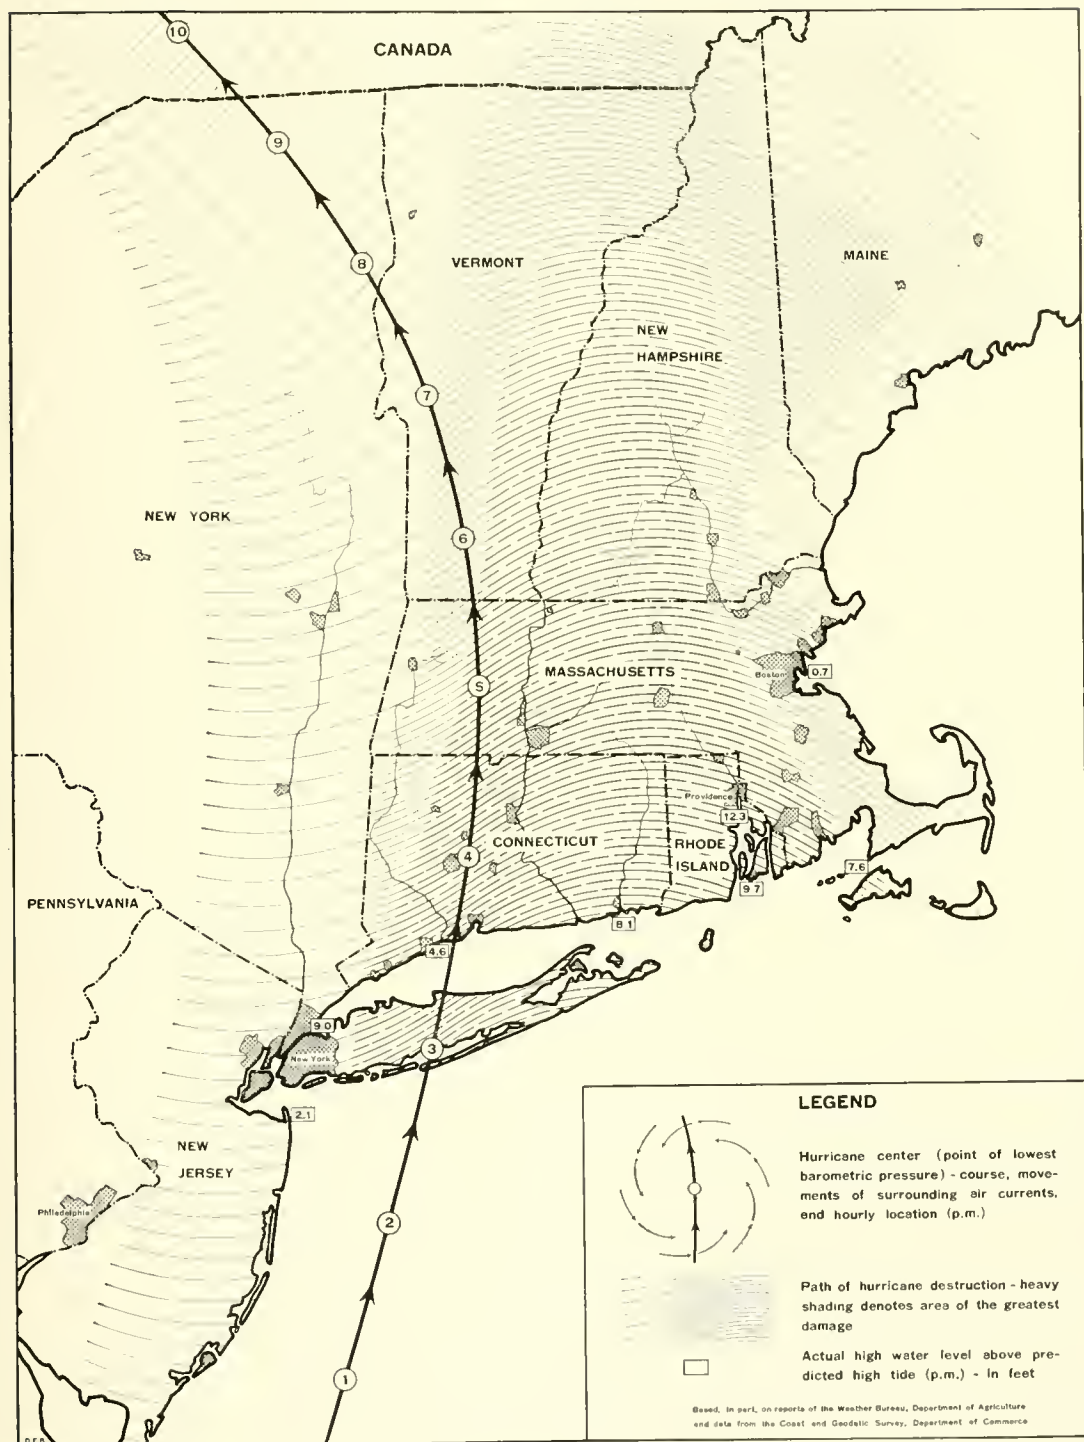 10
CANADA
9
8
VERMONT
MAINE
NEW
HAMPSHIRE
7
NEW YORK
6
MASSACHUSETTS
Boston
0.7
5
Providence
12.3
4
CONNECTICUT
RHODE
ISLAND
7.6
9.7
PENNSYLVANIA
8.1
4.6
9.0
3
New York
2.1
NEW
JERSEY
Philadelphia
2
1
LEGEND
Hurricane center (point of lowest
barometric pressure) - course, move-
ments of surrounding air currents,
end hourly location (p.m.)
Path of hurricane destruction - heavy
shading denotes area of the greatest
damage
Actual high water level above pre-
dicted high tide (p.m.) - In feet
Based, in part, on reports of the Weather Bureau, Department of Agriculture
and data from the Coast and Geodetic Survey, Department of Commerce